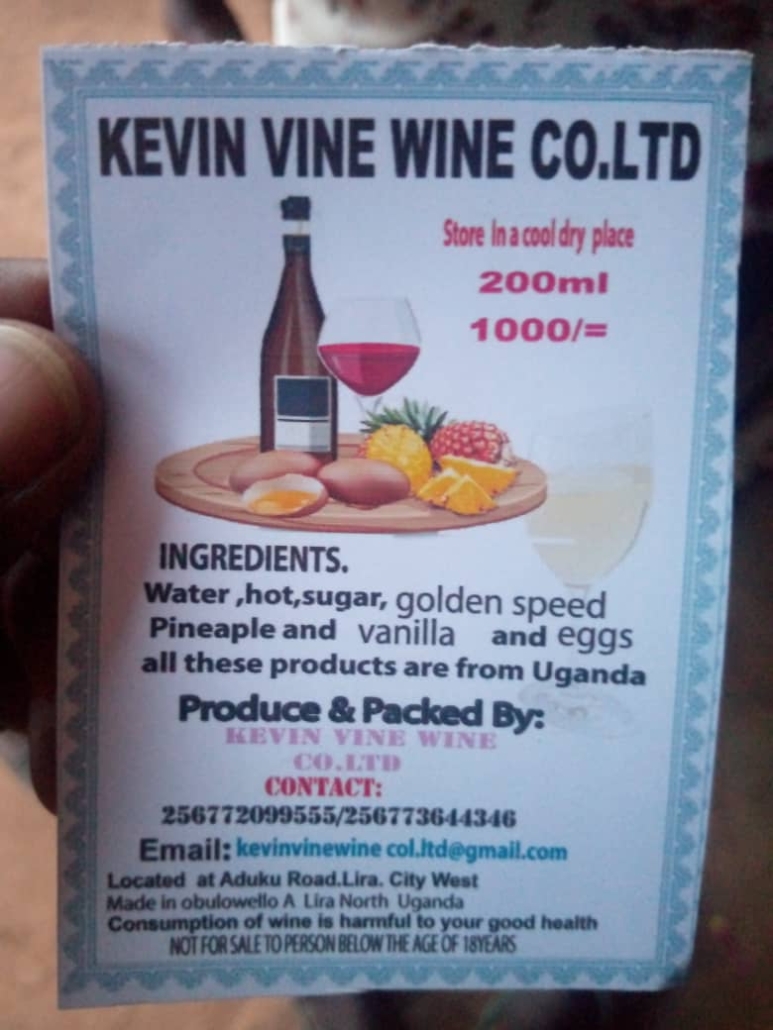 KEVIN VINE WINE CO.LTD
Store In a cool dry place
200ml
1000/=
INGREDIENTS.
Water ,hot,sugar, golden speed
Pineaple and vanilla and eggs
all these products are from Uganda
Produce & Packed By:
KEVIN VINE WINE
CO.LTD
CONTACT:
256772099555/256773644346
Email: kevinvinewine col.ltd@gmail.com
Located at Aduku Road.Lira. City West
Made in obulowello A Lira North Uganda
Consumption of wine is harmful to your good health
NOT FOR SALE TO PERSON BELOW THE AGE OF 18YEARS